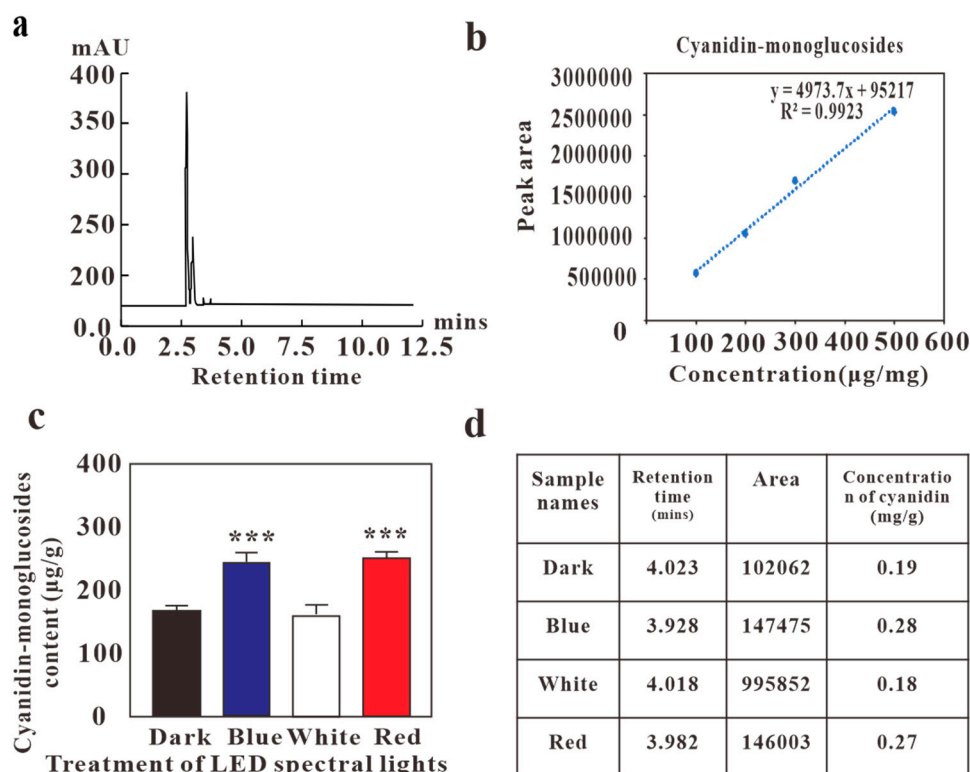 a
mAU
400
350
300
250
200
0.0
0.0 2.5 5.0 7.5 10.0 12.5
mins
Retention time
b
Cyanidin-monoglucosides
3000000
2500000
2000000
1500000
1000000
500000
0
y = 4973.7x + 95217
R² = 0.9923
Peak area
100 200 300 400 500 600
Concentration(µg/mg)
c
Cyanidin-monoglucosides
content (µg/g)
400
300
200
100
0
***
***
Dark Blue White Red
Treatment of LED spectral lights
d
Sample
names
Retention
time
(mins)
Area
Concentratio
n of cyanidin
(mg/g)
Dark 4.023 102062 0.19
Blue 3.928 147475 0.28
White 4.018 995852 0.18
Red 3.982 146003 0.27